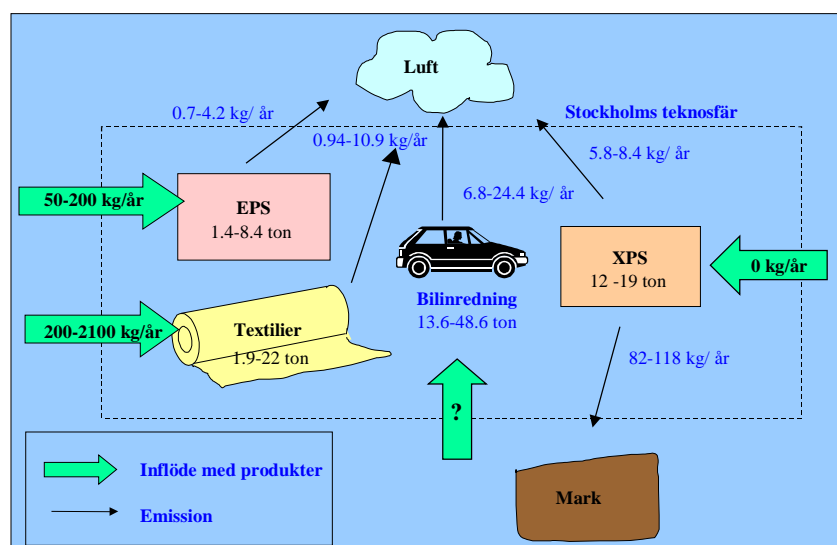 Luft
0.7-4.2 kg/ år
Stockholms teknosfär
0.94-10.9 kg/år
5.8-8.4 kg/ år
50-200 kg/år
EPS
1.4-8.4 ton
6.8-24.4 kg/ år
XPS
12 -19 ton
0 kg/år
Bilinredning
13.6-48.6 ton
200-2100 kg/år
Textilier
1.9-22 ton
82-118 kg/ år
?
Inflöde med produkter
Emission
Mark